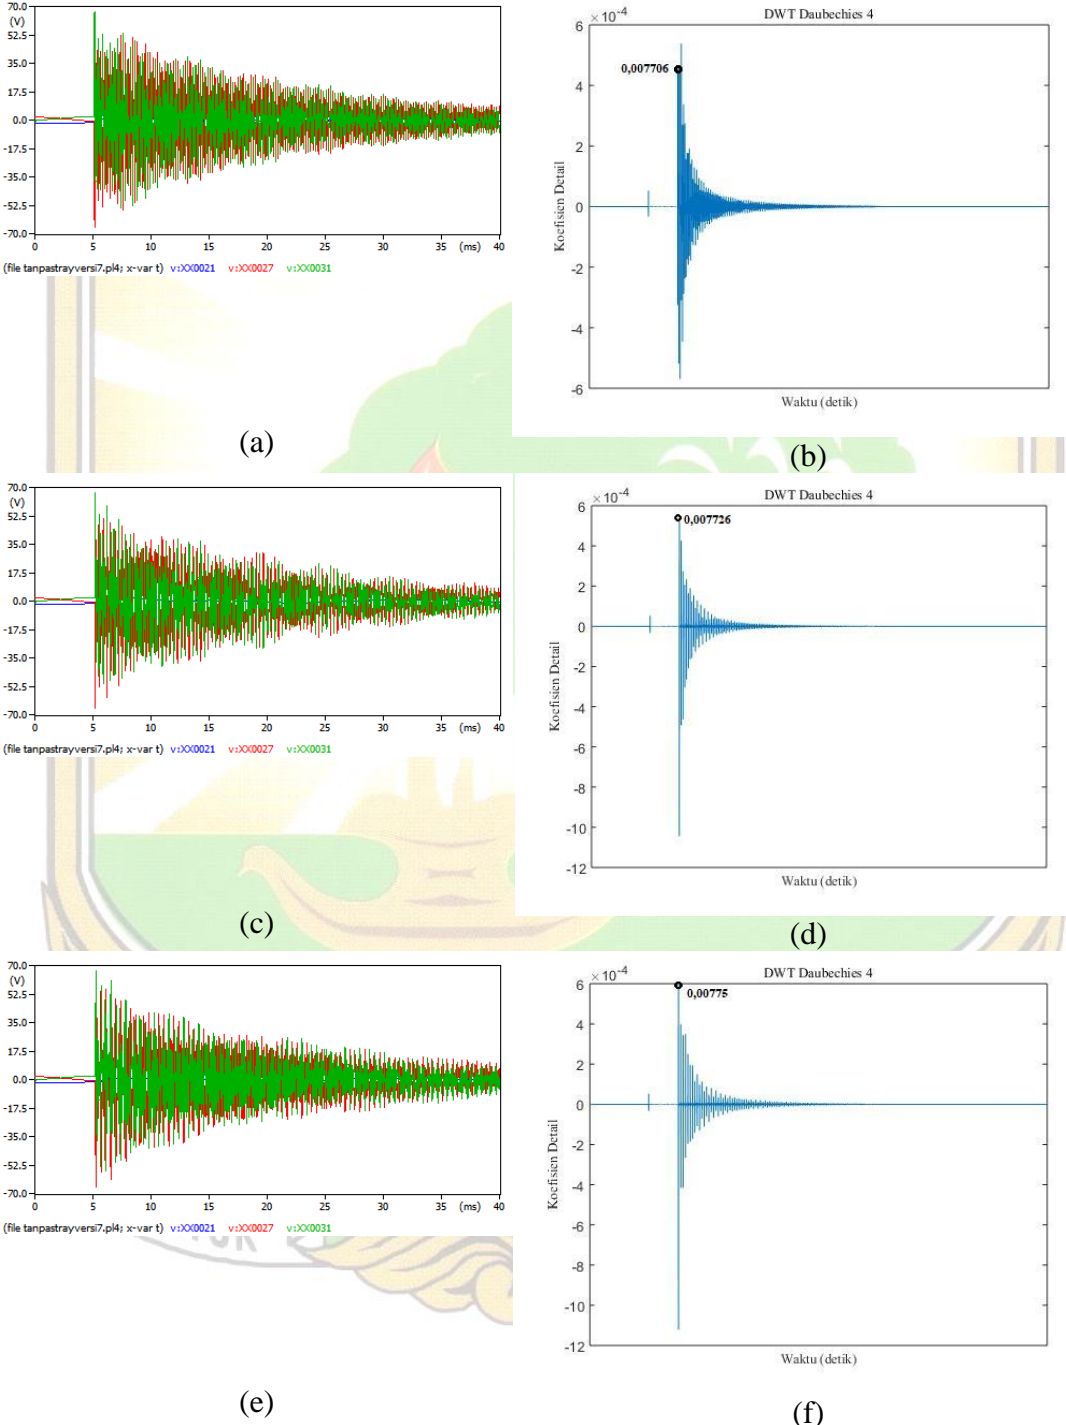 70.0
(V)
52.5
35.0
17.5
0.0
-17.5
-35.0
-52.5
-70.0
0 5 10 15 20 25 30 35 (ms) 40
(file tanpastrayversi7.pl4; x-var t) v:XX0021 v:XX0027 v:XX0031
(a)
DWT Daubechies 4
6 ×10-4
4
2
0
-2
-4
-6
0,007706
Koefisien Detail
Waktu (detik)
(b)
70.0
(V)
52.5
35.0
17.5
0.0
-17.5
-35.0
-52.5
-70.0
0 5 10 15 20 25 30 35 (ms) 40
(file tanpastrayversi7.pl4; x-var t) v:XX0021 v:XX0027 v:XX0031
(c)
DWT Daubechies 4
6 ×10-4
4
2
0
-2
-4
-6
-8
-10
-12
0,007726
Koefisien Detail
Waktu (detik)
(d)
70.0
(V)
52.5
35.0
17.5
0.0
-17.5
-35.0
-52.5
-70.0
0 5 10 15 20 25 30 35 (ms) 40
(file tanpastrayversi7.pl4; x-var t) v:XX0021 v:XX0027 v:XX0031
(e)
DWT Daubechies 4
6 ×10-4
4
2
0
-2
-4
-6
-8
-10
-12
0,00775
Koefisien Detail
Waktu (detik)
(f)